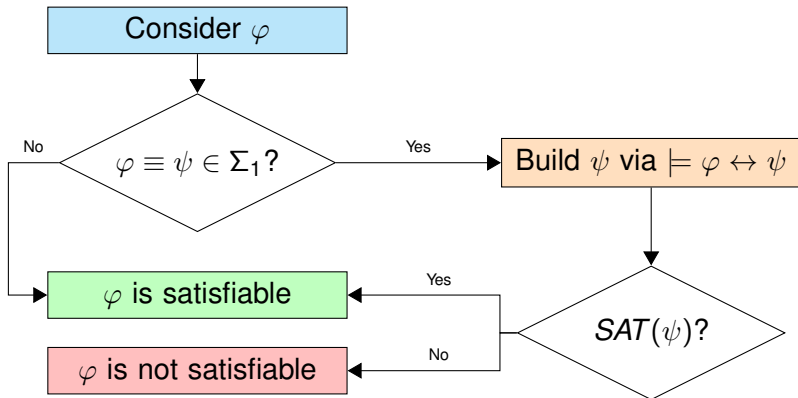 Consider φ
No
φ ≡ ψ ∈ Σ₁?
Yes
Build ψ via ⊨ φ ↔ ψ
φ is satisfiable
Yes
SAT(ψ)?
φ is not satisfiable
No